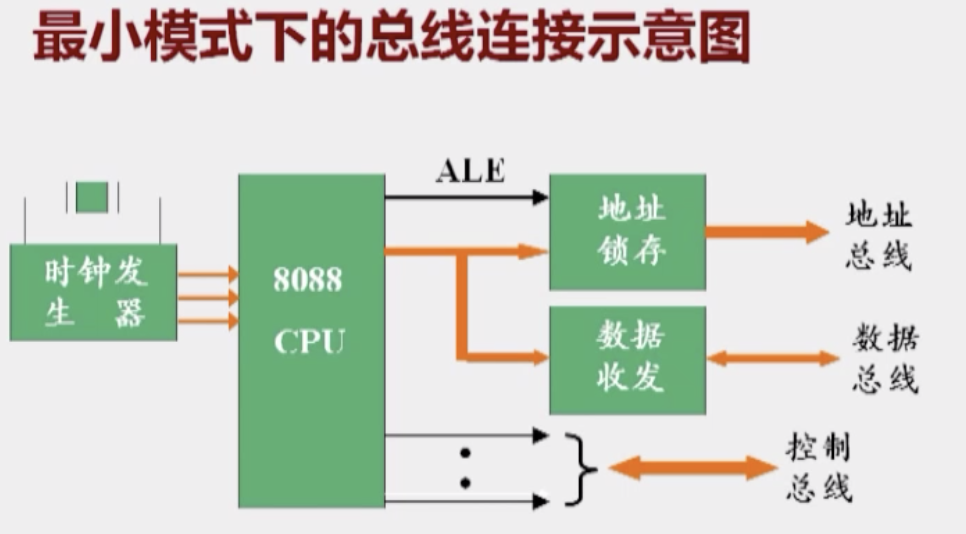 最小模式下的总线连接示意图
ALE
地址
锁存
地址
总线
时钟发
生 器
8088
CPU
数据
收发
数据
总线
控制
总线